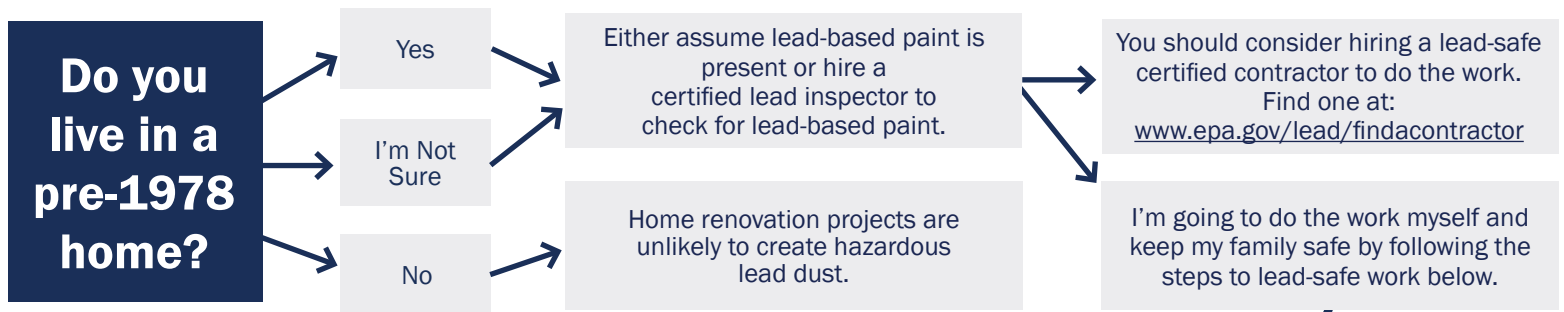 Do you
live in a
pre-1978
home?
Yes
I'm Not
Sure
No
Either assume lead-based paint is
present or hire a
certified lead inspector to
check for lead-based paint.
Home renovation projects are
unlikely to create hazardous
lead dust.
You should consider hiring a lead-safe
certified contractor to do the work.
Find one at:
www.epa.gov/lead/findacontractor
I'm going to do the work myself and
keep my family safe by following the
steps to lead-safe work below.